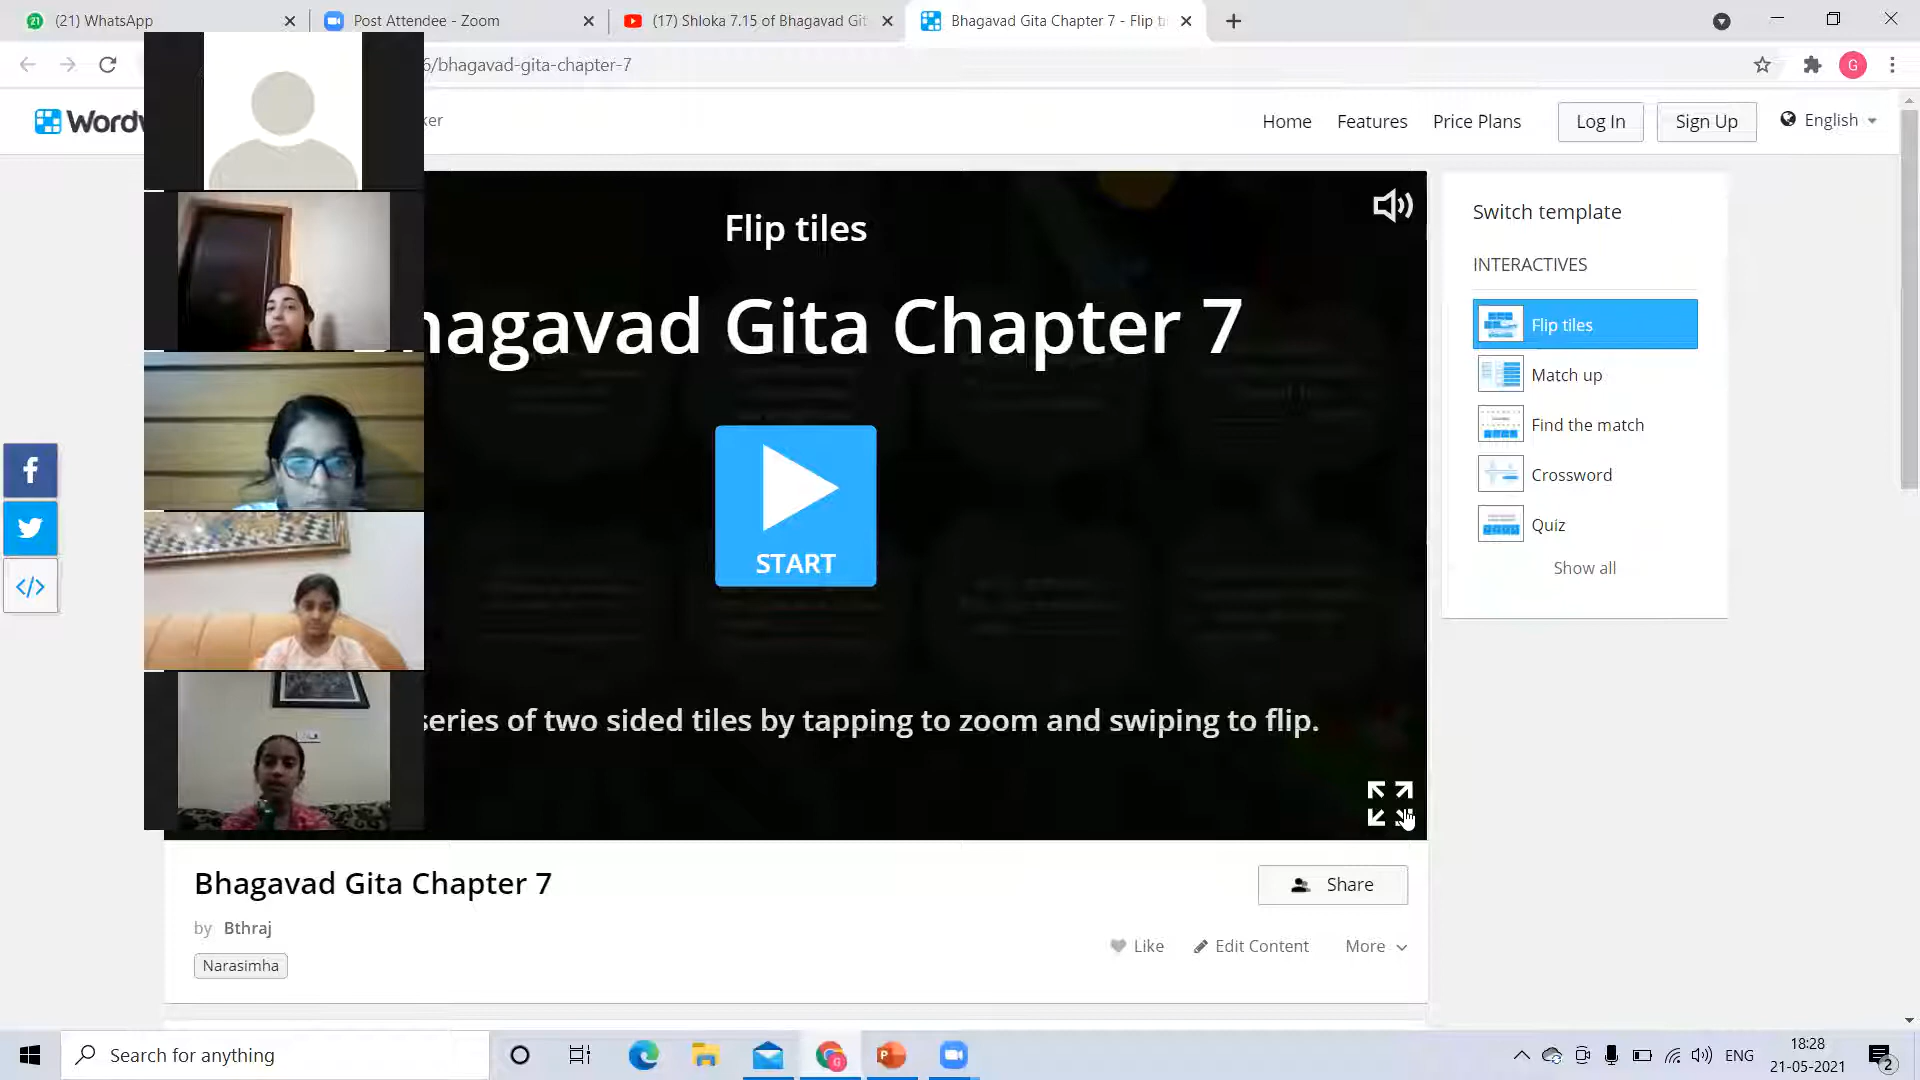 (21) WhatsApp
Post Attendee - Zoom
(17) Shloka 7.15 of Bhagavad Git
Bhagavad Gita Chapter 7 - Flip ti
6/bhagavad-gita-chapter-7
G
Wordw
ker
Home
Features
Price Plans
Log In
Sign Up
English
Flip tiles
hagavad Gita Chapter 7
START
series of two sided tiles by tapping to zoom and swiping to flip.
Switch template
INTERACTIVES
Flip tiles
Match up
Find the match
Crossword
Quiz
Show all
Bhagavad Gita Chapter 7
Share
by Bthraj
Narasimha
Like
Edit Content
More
Search for anything
ENG
18:28
21-05-2021
2